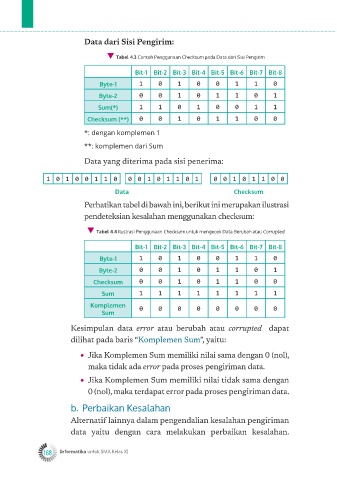 Data dari Sisi Pengirim:
▼ Tabel 4.3 Contoh Penggunaan Checksum pada Data dari Sisi Pengirim
Bit-1 Bit-2 Bit-3 Bit-4 Bit-5 Bit-6 Bit-7 Bit-8
Byte-1 1 0 1 0 0 1 1 0
Byte-2 0 0 1 0 1 1 0 1
Sum(*) 1 1 0 1 0 0 1 1
Checksum (**) 0 0 1 0 1 1 0 0
*: dengan komplemen 1
**: komplemen dari Sum
Data yang diterima pada sisi penerima:
1 0 1 0 0 1 1 0 0 0 1 0 1 1 0 1 0 0 1 0 1 1 0 0
Data Checksum
Perhatikan tabel di bawah ini, berikut ini merupakan ilustrasi
pendeteksian kesalahan menggunakan checksum:
▼ Tabel 4.4 Ilustrasi Penggunaan Checksum untuk mengecek Data Berubah atau Corrupted
Bit-1 Bit-2 Bit-3 Bit-4 Bit-5 Bit-6 Bit-7 Bit-8
Byte-1 1 0 1 0 0 1 1 0
Byte-2 0 0 1 0 1 1 0 1
Checksum 0 0 1 0 1 1 0 0
Sum 1 1 1 1 1 1 1 1
Komplemen
Sum 0 0 0 0 0 0 0 0
Kesimpulan data error atau berubah atau corrupted dapat
dilihat pada baris “Komplemen Sum”, yaitu:
• Jika Komplemen Sum memiliki nilai sama dengan 0 (nol),
maka tidak ada error pada proses pengiriman data.
• Jika Komplemen Sum memiliki nilai tidak sama dengan
0 (nol), maka terdapat error pada proses pengiriman data.
b. Perbaikan Kesalahan
Alternatif lainnya dalam pengendalian kesalahan pengiriman
data yaitu dengan cara melakukan perbaikan kesalahan.
168 Informatika untuk SMA Kelas XI